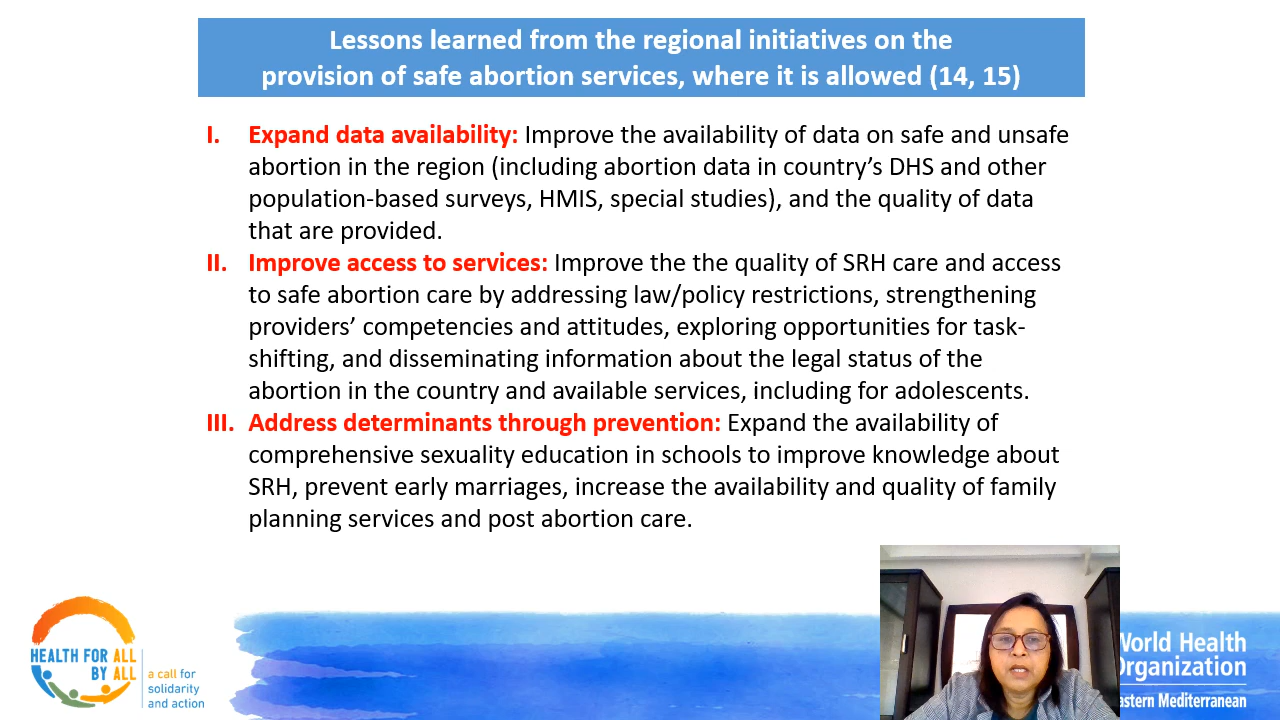 Lessons learned from the regional initiatives on the
provision of safe abortion services, where it is allowed (14, 15)
I. Expand data availability: Improve the availability of data on safe and unsafe
abortion in the region (including abortion data in country’s DHS and other
population-based surveys, HMIS, special studies), and the quality of data
that are provided.
II. Improve access to services: Improve the the quality of SRH care and access
to safe abortion care by addressing law/policy restrictions, strengthening
providers’ competencies and attitudes, exploring opportunities for task-
shifting, and disseminating information about the legal status of the
abortion in the country and available services, including for adolescents.
III. Address determinants through prevention: Expand the availability of
comprehensive sexuality education in schools to improve knowledge about
SRH, prevent early marriages, increase the availability and quality of family
planning services and post abortion care.
HEALTH FOR ALL
BY ALL
a call for
solidarity
and action
World Health
Organization
astern Mediterranean